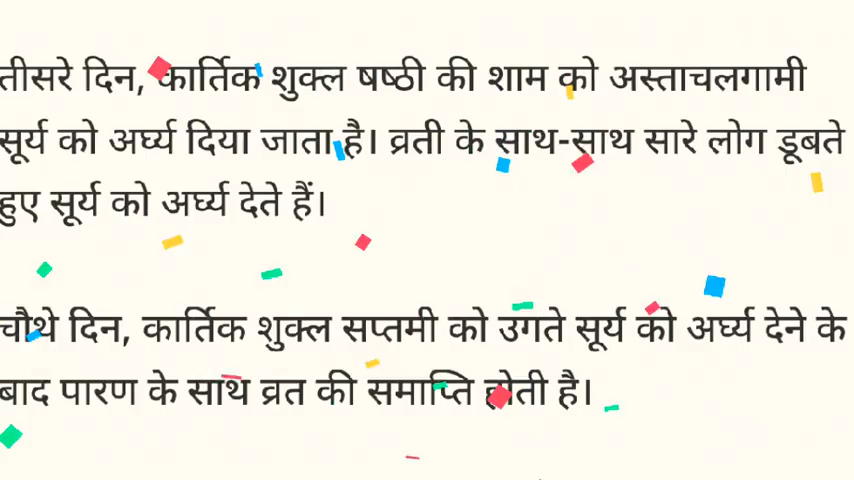 तीसरे दिन, कार्तिक शुक्ल षष्ठी की शाम को अस्ताचलगामी
सूर्य को अर्घ्य दिया जाता है। व्रती के साथ-साथ सारे लोग डूबते
हुए सूर्य को अर्घ्य देते हैं।
चौथे दिन, कार्तिक शुक्ल सप्तमी को उगते सूर्य को अर्घ्य देने के
बाद पारण के साथ व्रत की समाप्ति होती है।